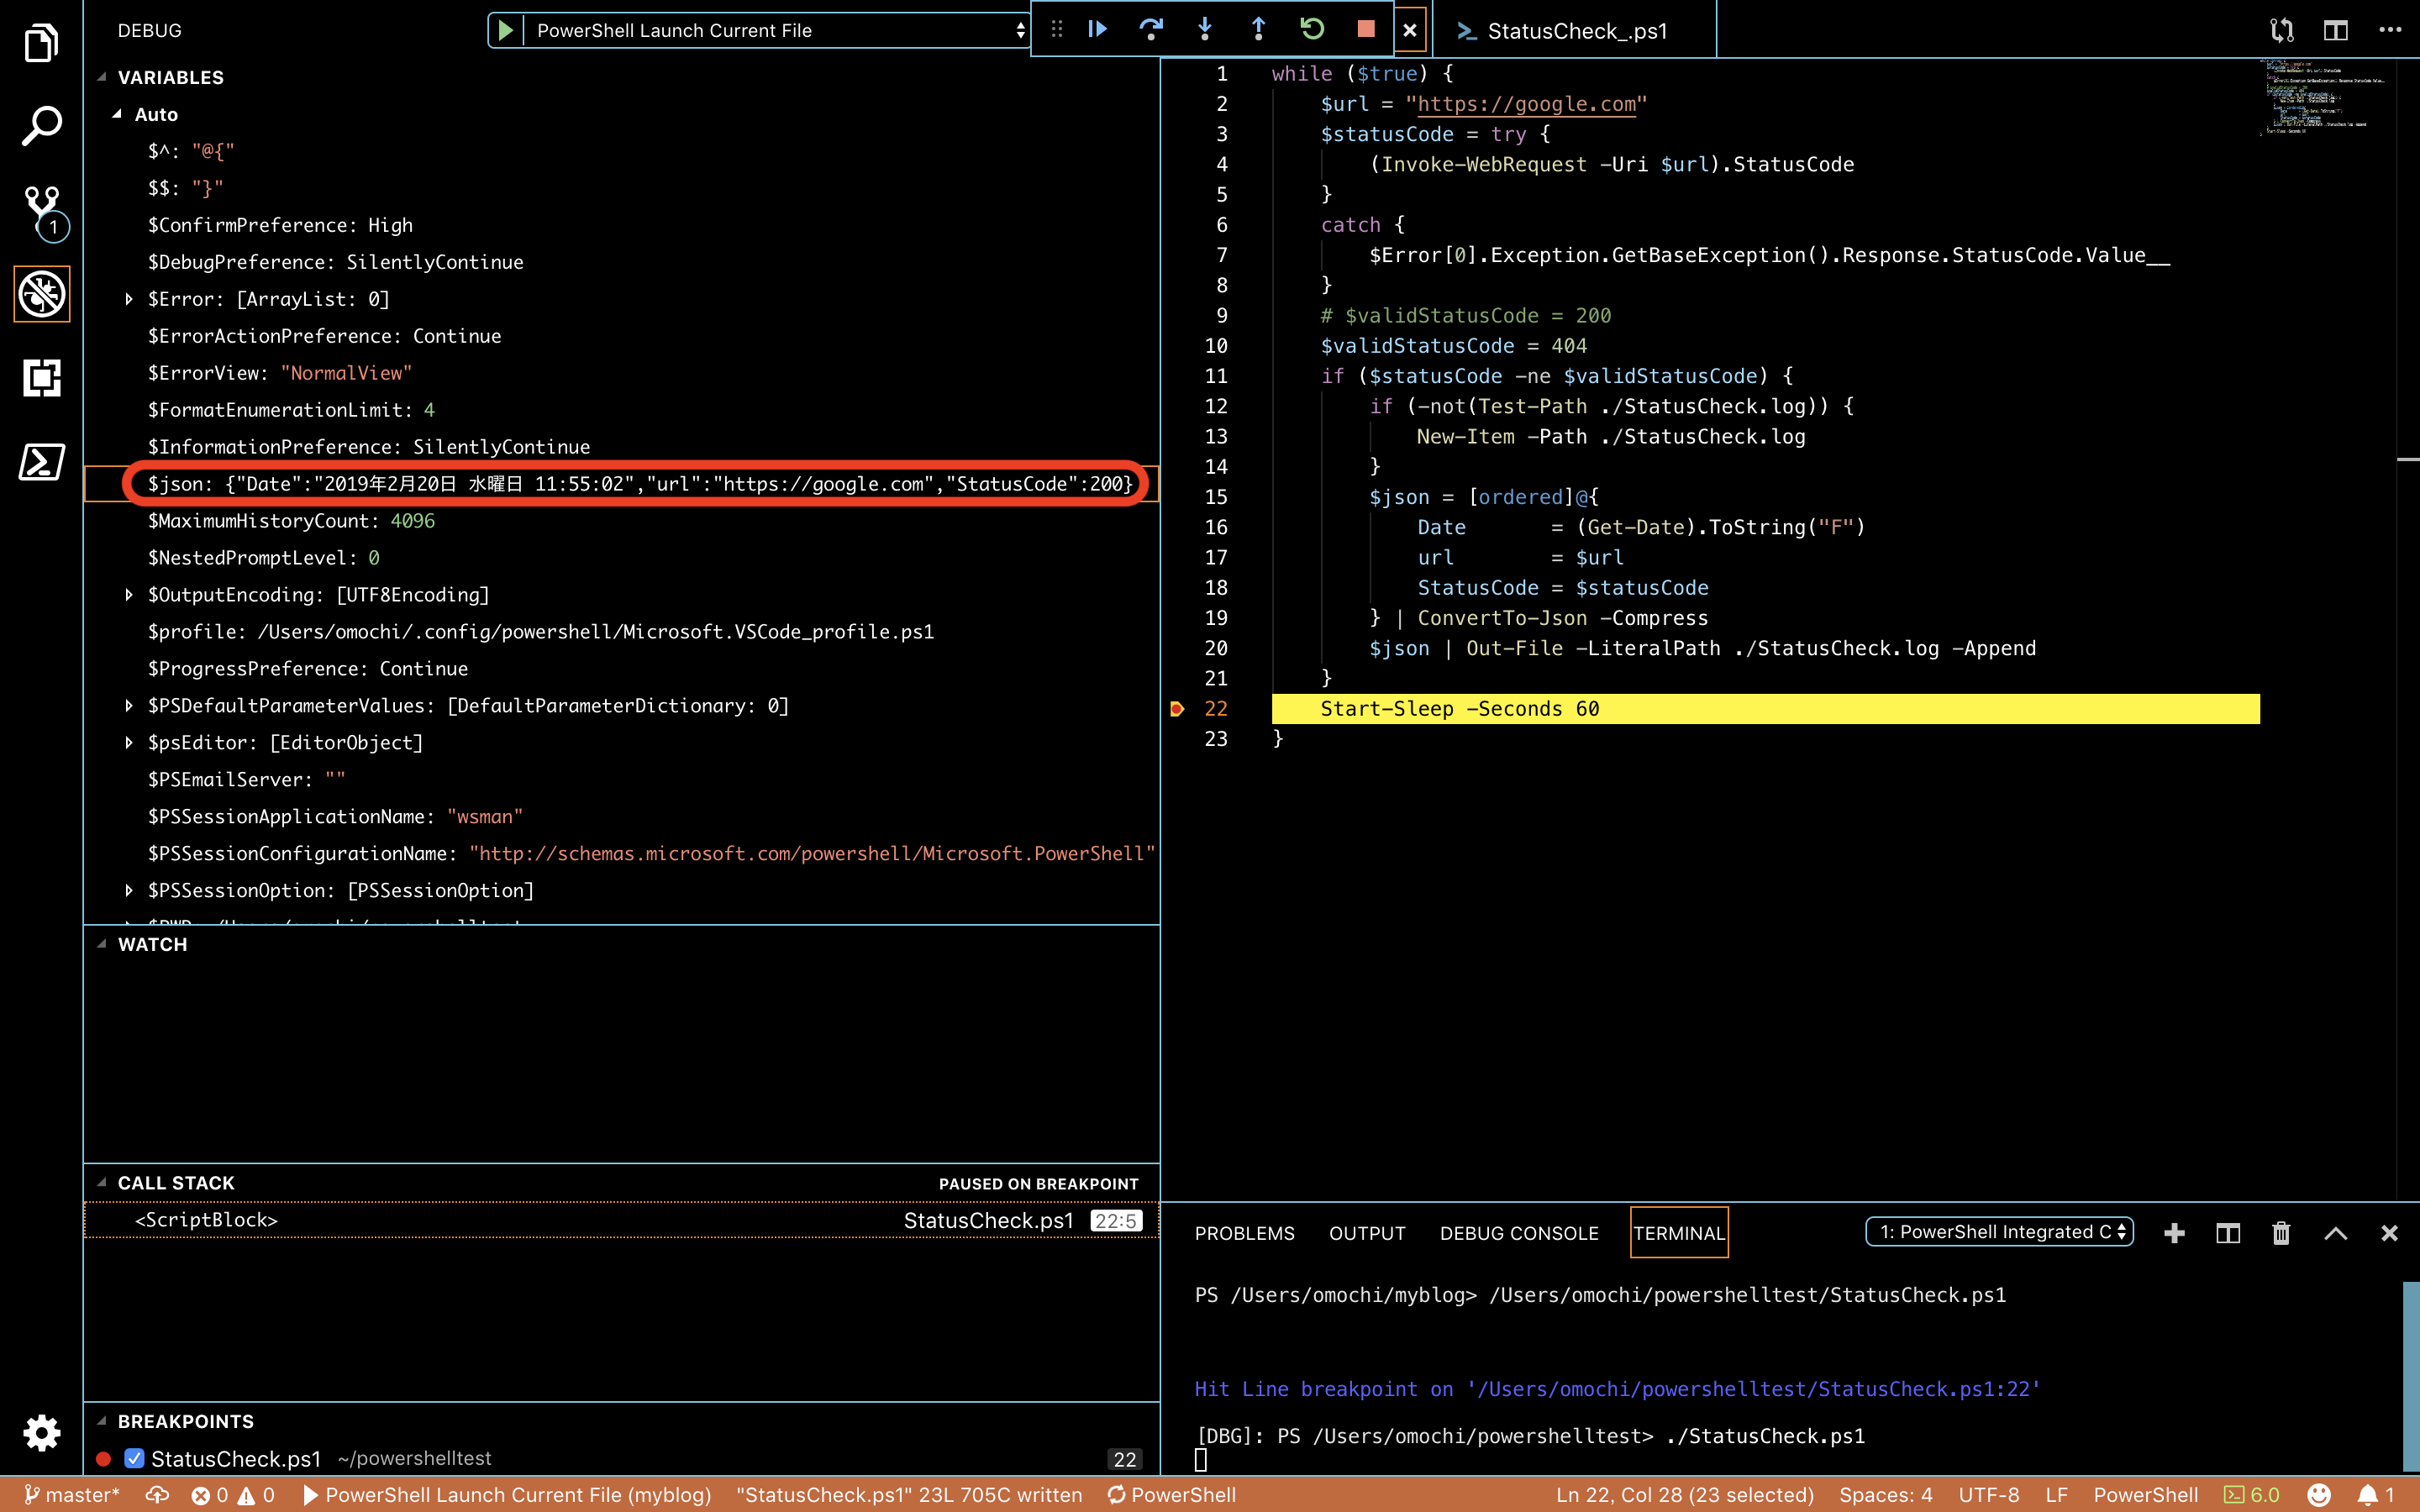 DEBUG
PowerShell Launch Current File
StatusCheck_.ps1
VARIABLES
Auto
$^: "@{"
$$: "}"
$ConfirmPreference: High
$DebugPreference: SilentlyContinue
$Error: [ArrayList: 0]
$ErrorActionPreference: Continue
$ErrorView: "NormalView"
$FormatEnumerationLimit: 4
$InformationPreference: SilentlyContinue
$json: {"Date":"2019年2月20日 水曜日 11:55:02","url":"https://google.com","StatusCode":200}
$MaximumHistoryCount: 4096
$NestedPromptLevel: 0
$OutputEncoding: [UTF8Encoding]
$profile: /Users/omochi/.config/powershell/Microsoft.VSCode_profile.ps1
$ProgressPreference: Continue
$PSDefaultParameterValues: [DefaultParameterDictionary: 0]
$psEditor: [EditorObject]
$PSEmailServer: ""
$PSSessionApplicationName: "wsman"
$PSSessionConfigurationName: "http://schemas.microsoft.com/powershell/Microsoft.PowerShell"
$PSSessionOption: [PSSessionOption]
WATCH
CALL STACK PAUSED ON BREAKPOINT
<ScriptBlock> StatusCheck.ps1 22:5
BREAKPOINTS
StatusCheck.ps1 ~/powershelltest 22
1
1 while ($true) {
2 $url = "https://google.com"
3 $statusCode = try {
4 (Invoke-WebRequest -Uri $url).StatusCode
5 }
6 catch {
7 $Error[0].Exception.GetBaseException().Response.StatusCode.Value__
8 }
9 # $validStatusCode = 200
10 $validStatusCode = 404
11 if ($statusCode -ne $validStatusCode) {
12 if (-not(Test-Path ./StatusCheck.log)) {
13 New-Item -Path ./StatusCheck.log
14 }
15 $json = [ordered]@{
16 Date = (Get-Date).ToString("F")
17 url = $url
18 StatusCode = $statusCode
19 } | ConvertTo-Json -Compress
20 $json | Out-File -LiteralPath ./StatusCheck.log -Append
21 }
22 Start-Sleep -Seconds 60
23 }
PROBLEMS OUTPUT DEBUG CONSOLE TERMINAL 1: PowerShell Integrated C
PS /Users/omochi/myblog> /Users/omochi/powershelltest/StatusCheck.ps1
Hit Line breakpoint on '/Users/omochi/powershelltest/StatusCheck.ps1:22'
[DBG]: PS /Users/omochi/powershelltest> ./StatusCheck.ps1
master* 0 0 PowerShell Launch Current File (myblog) "StatusCheck.ps1" 23L 705C written PowerShell Ln 22, Col 28 (23 selected) Spaces: 4 UTF-8 LF PowerShell 6.0 1